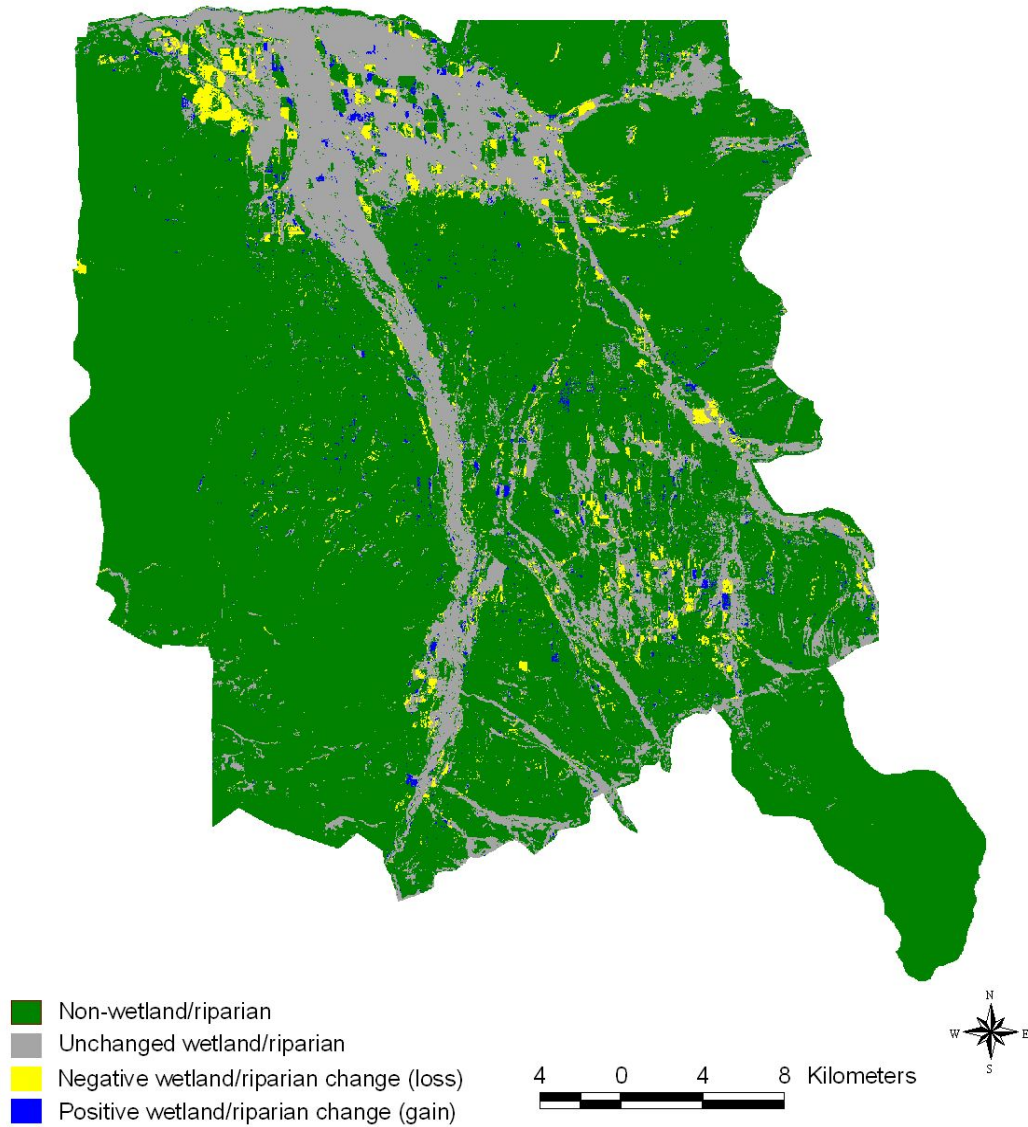 Non-wetland/riparian
Unchanged wetland/riparian
Negative wetland/riparian change (loss)
Positive wetland/riparian change (gain)
4 0 4 8 Kilometers
N
W E
S